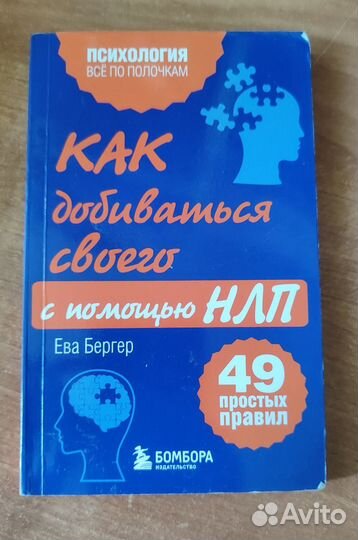 ПСИХОЛОГИЯ
ВСЁ ПО ПОЛОЧКАМ
КАК
добиваться
своего
с помощью НЛП
Ева Бергер
49
простых
правил
БОМБОРА
ИЗДАТЕЛЬСТВО
Avito